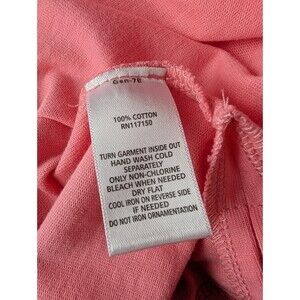 100% COTTON
RN117150
TURN GARMENT INSIDE OUT
HAND WASH COLD
SEPARATELY
ONLY NON-CHLORINE
BLEACH WHEN NEEDED
DRY FLAT
COOL IRON ON REVERSE SIDE
IF NEEDED
DO NOT IRON ORNAMENTATION